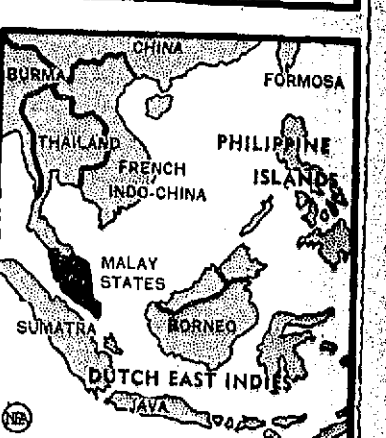 CHINA
BURMA
FORMOSA
THAILAND
PHILIPPINE
ISLANDS
FRENCH
INDO-CHINA
MALAY
STATES
SUMATRA
BORNEO
DUTCH EAST INDIES
JAVA
NEA